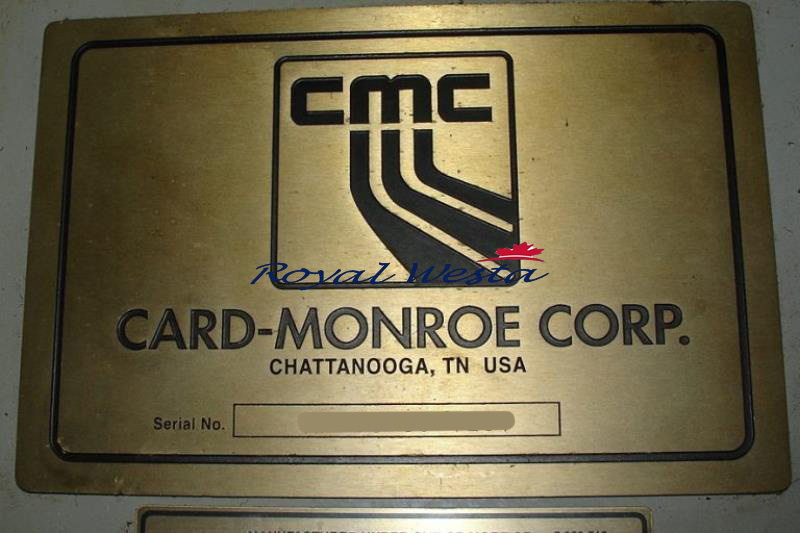 CMC
Royal Westa
CARD-MONROE CORP.
CHATTANOOGA, TN USA
Serial No.